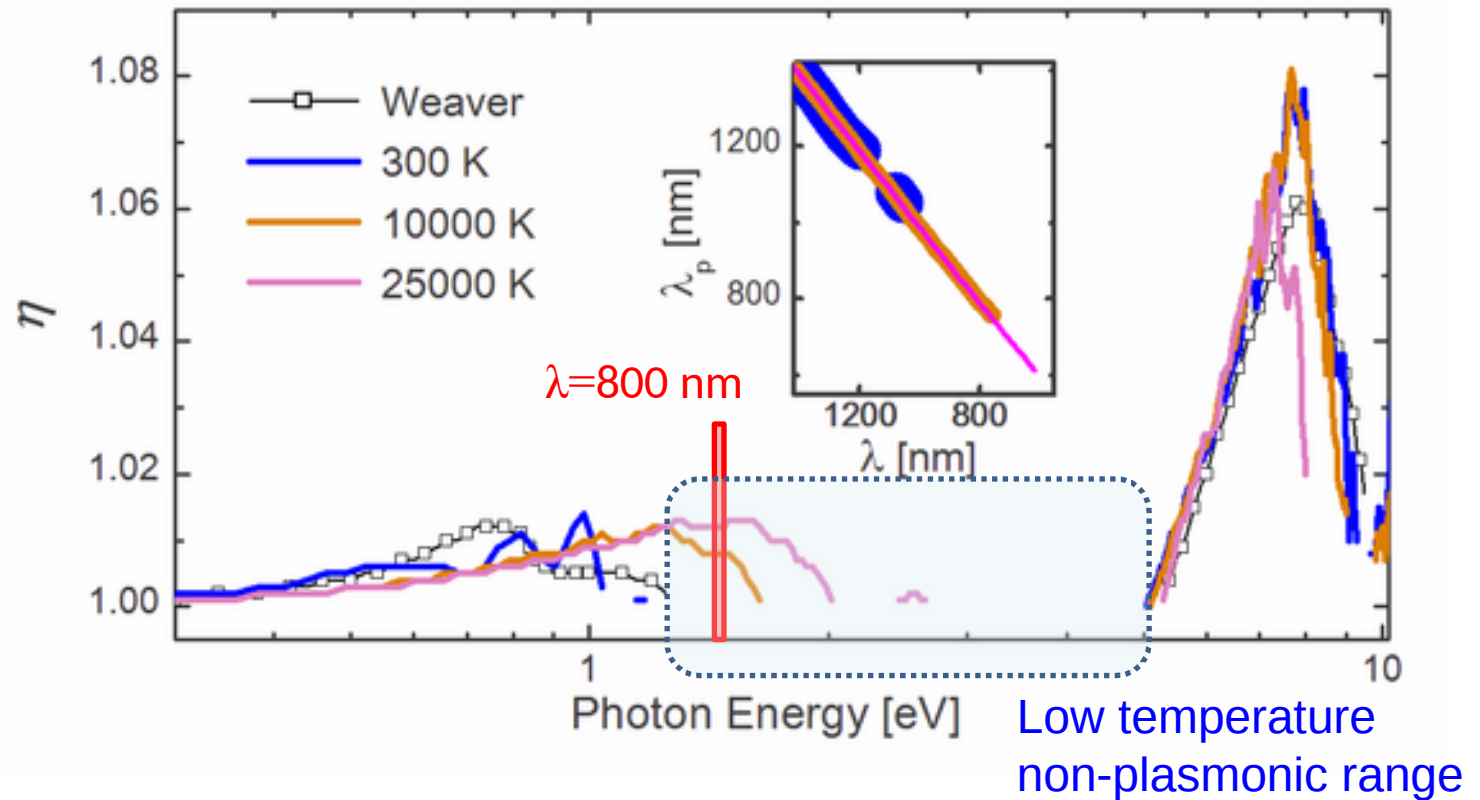 1.08
1.06
1.04
1.02
1.00
η
Weaver
300 K
10000 K
25000 K
1200
800
λp [nm]
1200 800
λ [nm]
λ=800 nm
1 10
Photon Energy [eV]
Low temperature
non-plasmonic range